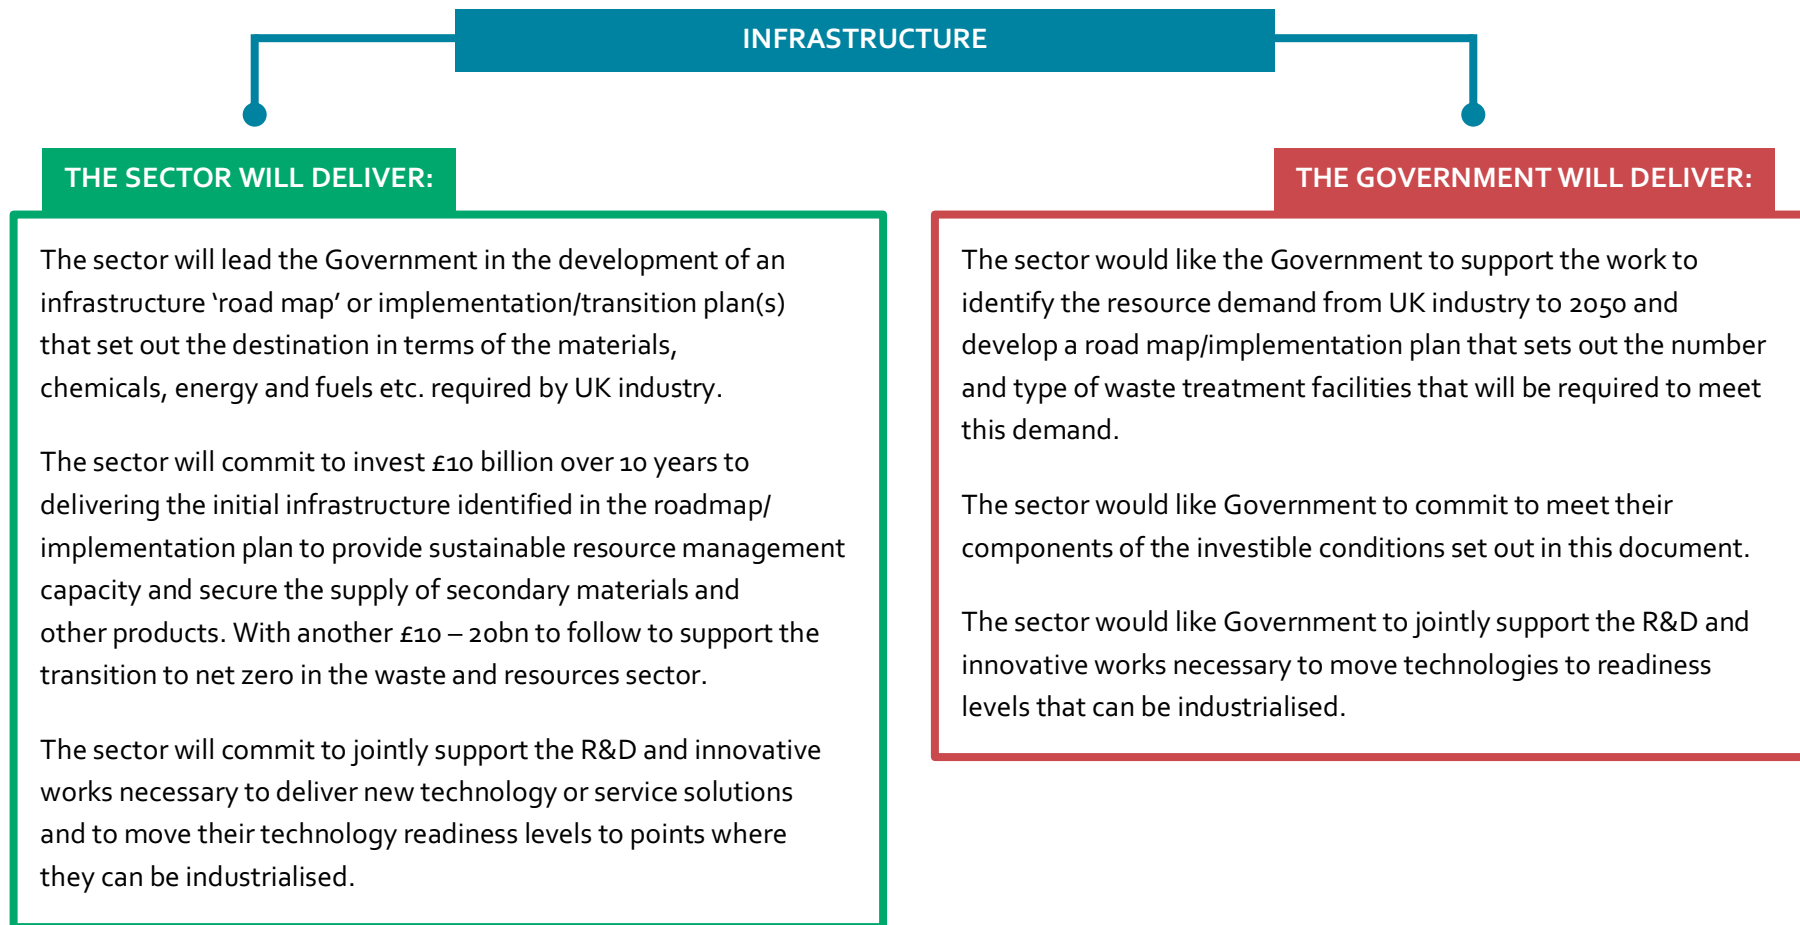 INFRASTRUCTURE
THE SECTOR WILL DELIVER:
The sector will lead the Government in the development of an
infrastructure ‘road map’ or implementation/transition plan(s)
that set out the destination in terms of the materials,
chemicals, energy and fuels etc. required by UK industry.
The sector will commit to invest £10 billion over 10 years to
delivering the initial infrastructure identified in the roadmap/
implementation plan to provide sustainable resource management
capacity and secure the supply of secondary materials and
other products. With another £10 – 20bn to follow to support the
transition to net zero in the waste and resources sector.
The sector will commit to jointly support the R&D and innovative
works necessary to deliver new technology or service solutions
and to move their technology readiness levels to points where
they can be industrialised.
THE GOVERNMENT WILL DELIVER:
The sector would like the Government to support the work to
identify the resource demand from UK industry to 2050 and
develop a road map/implementation plan that sets out the number
and type of waste treatment facilities that will be required to meet
this demand.
The sector would like Government to commit to meet their
components of the investible conditions set out in this document.
The sector would like Government to jointly support the R&D and
innovative works necessary to move technologies to readiness
levels that can be industrialised.